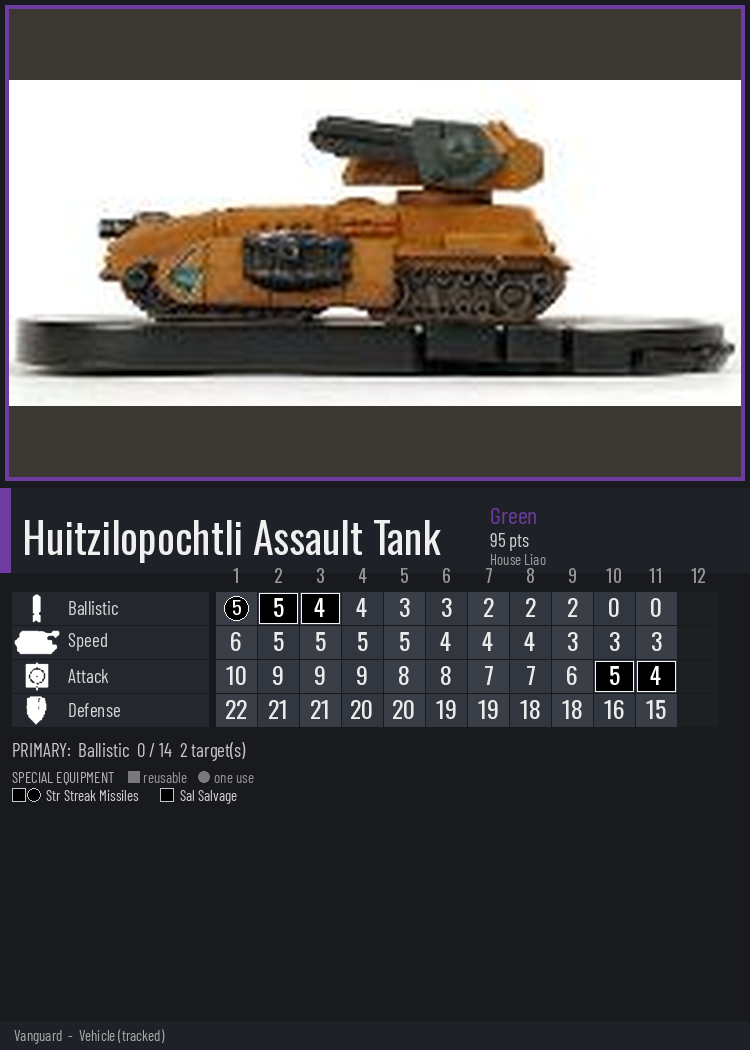 Huitzilopochtli Assault Tank
Green
95 pts
House Liao
1 2 3 4 5 6 7 8 9 10 11 12
Ballistic 5 5 4 4 3 3 2 2 2 0 0
Speed 6 5 5 5 5 4 4 4 3 3 3
Attack 10 9 9 9 8 8 7 7 6 5 4
Defense 22 21 21 20 20 19 19 18 18 16 15
PRIMARY: Ballistic 0 / 14 2 target(s)
SPECIAL EQUIPMENT reusable one use
Str Streak Missiles Sal Salvage
Vanguard - Vehicle (tracked)